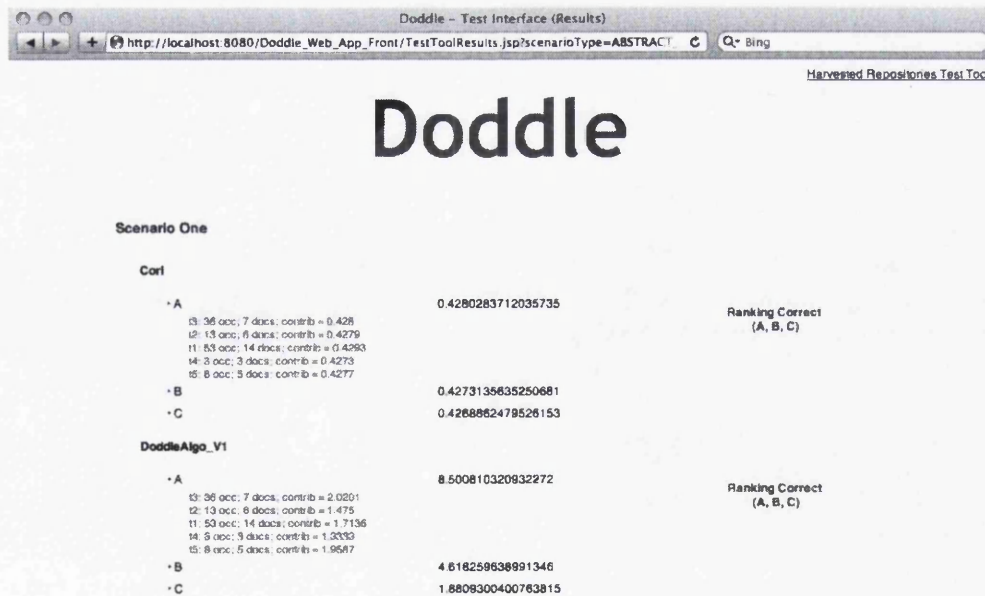 Doddle – Test Interface (Results)
http://localhost:8080/Doddle_Web_App_Front/TestToolResults.jsp?scenarioType=ABSTRACT_
Bing
Harvested Repositories Test Too
Doddle
Scenario One
Cori
• A 0.4280283712035735
t3: 36 occ; 7 docs; contrib = 0.428
t2: 13 occ; 6 docs; contrib = 0.4279
t1: 53 occ; 14 docs; contrib = 0.4293
t4: 3 occ; 3 docs; contrib = 0.4273
t5: 8 occ; 5 docs; contrib = 0.4277
Ranking Correct
(A, B, C)
• B 0.4273135635250681
• C 0.4268862479526153
DoddleAlgo_V1
• A 8.500810320932272
t3: 36 occ; 7 docs; contrib = 2.0201
t2: 13 occ; 6 docs; contrib = 1.475
t1: 53 occ; 14 docs; contrib = 1.7136
t4: 3 occ; 3 docs; contrib = 1.3333
t5: 8 occ; 5 docs; contrib = 1.9587
Ranking Correct
(A, B, C)
• B 4.618259638991346
• C 1.8809300400763815